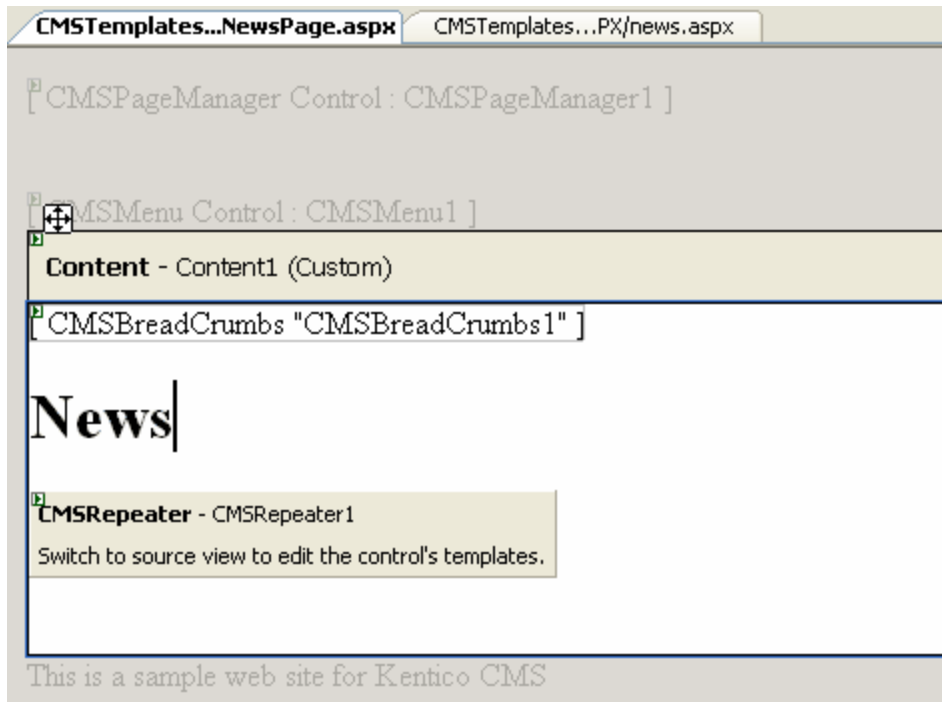 CMSTemplates...NewsPage.aspx CMSTemplates...PX/news.aspx
[ CMSPageManager Control : CMSPageManager1 ]
[ CMSMenu Control : CMSMenu1 ]
Content - Content1 (Custom)
[ CMSBreadCrumbs "CMSBreadCrumbs1" ]
News
CMSRepeater - CMSRepeater1
Switch to source view to edit the control's templates.
This is a sample web site for Kentico CMS